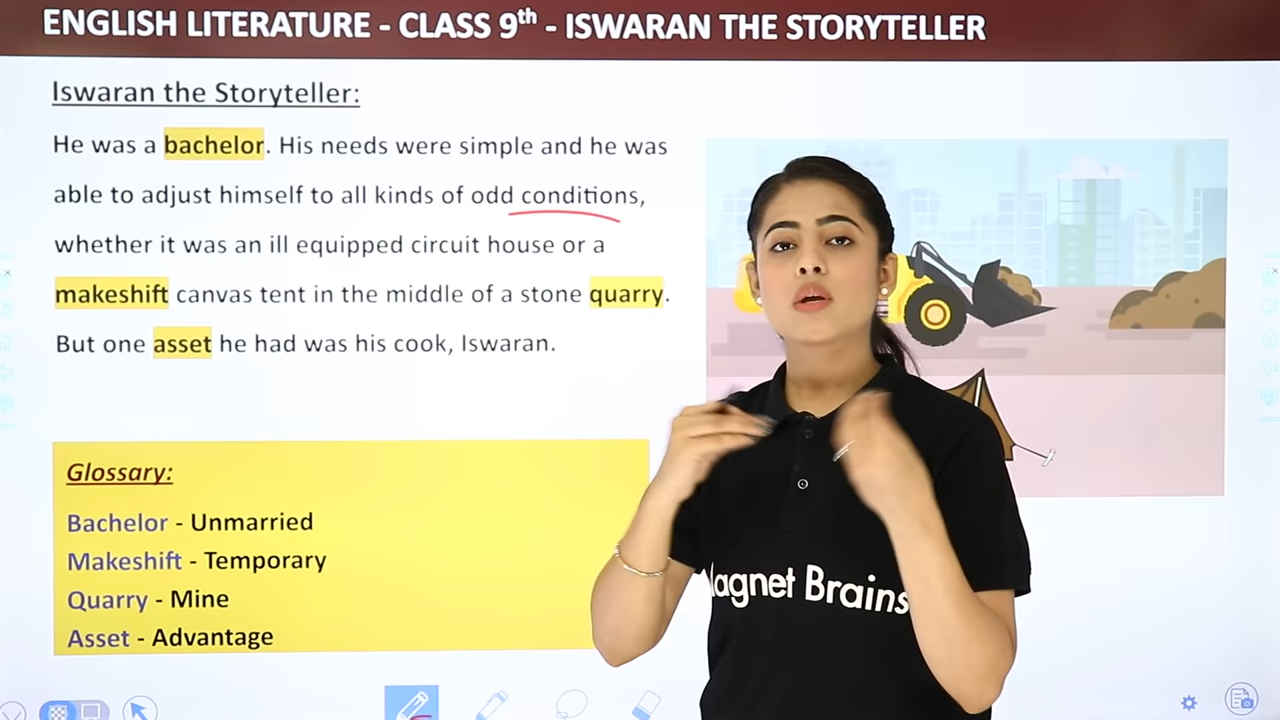 ENGLISH LITERATURE - CLASS 9th - ISWARAN THE STORYTELLER
Iswaran the Storyteller:
He was a bachelor. His needs were simple and he was
able to adjust himself to all kinds of odd conditions,
whether it was an ill equipped circuit house or a
makeshift canvas tent in the middle of a stone quarry.
But one asset he had was his cook, Iswaran.
Glossary:
Bachelor - Unmarried
Makeshift - Temporary
Quarry - Mine
Asset - Advantage
Magnet Brains